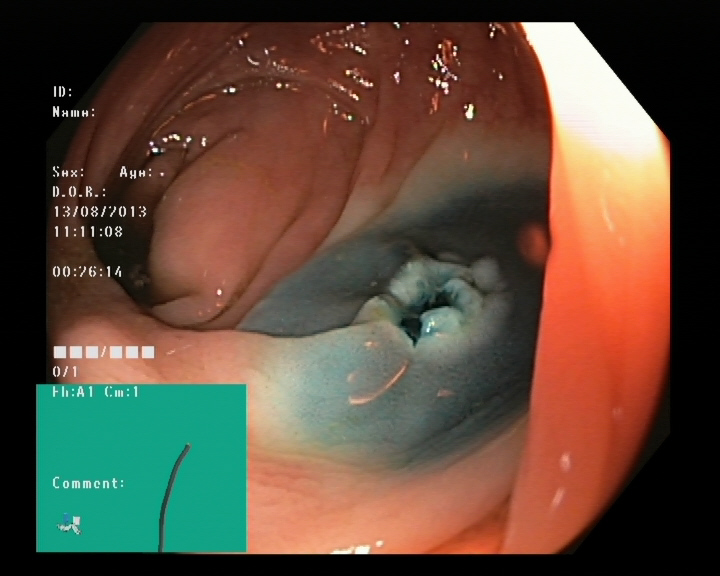 ID:
Name:
Sex: Age:
D.O.R.:
13/08/2013
11:11:08
00:26:14
■■■/■■■
0/1
Eh:A1 Cm:1
Comment: